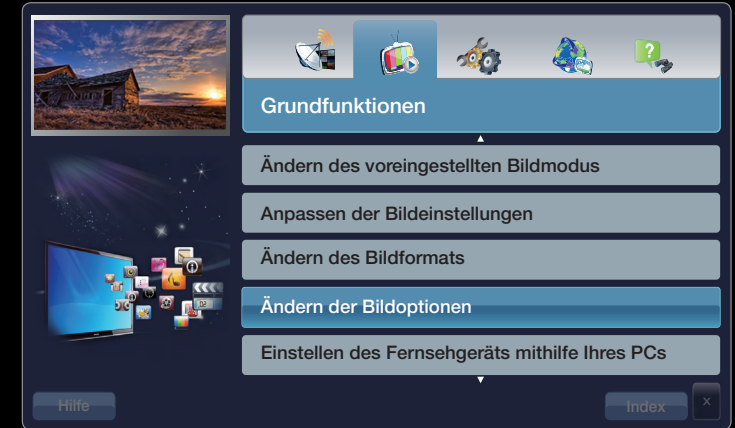 Grundfunktionen
Ändern des voreingestellten Bildmodus
Anpassen der Bildeinstellungen
Ändern des Bildformats
Ändern der Bildoptionen
Einstellen des Fernsehgeräts mithilfe Ihres PCs
Hilfe
Index
x